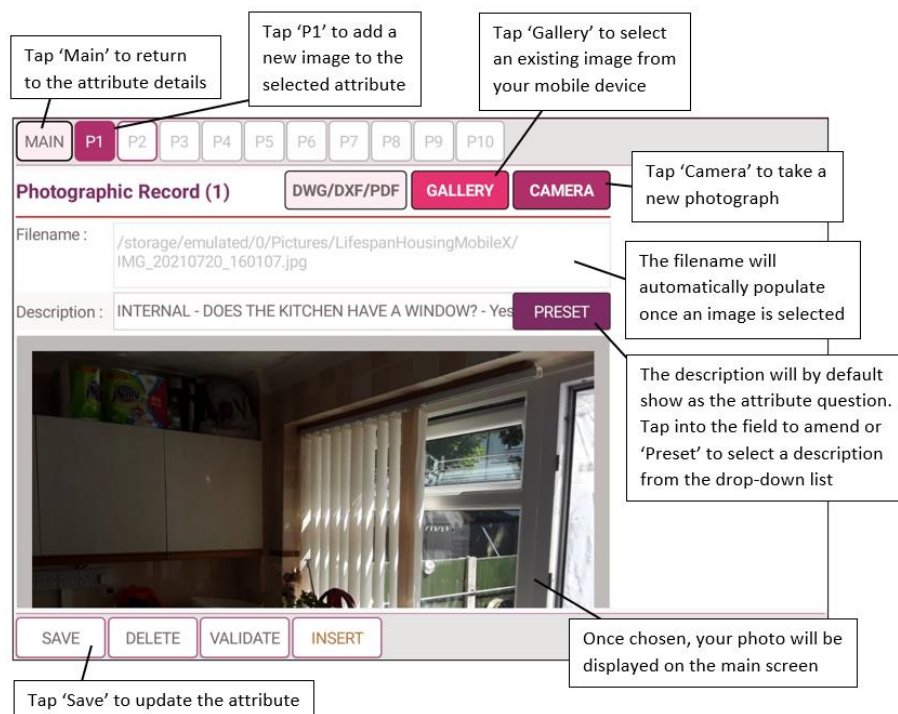 Tap ‘Main’ to return
to the attribute details
Tap ‘P1’ to add a
new image to the
selected attribute
Tap ‘Gallery’ to select
an existing image from
your mobile device
MAIN P1 P2 P3 P4 P5 P6 P7 P8 P9 P10
Photographic Record (1) DWG/DXF/PDF GALLERY CAMERA
Tap ‘Camera’ to take a
new photograph
Filename :
/storage/emulated/0/Pictures/LifespanHousingMobileX/
IMG_20210720_160107.jpg
The filename will
automatically populate
once an image is selected
Description : INTERNAL - DOES THE KITCHEN HAVE A WINDOW? - Yes PRESET
The description will by default
show as the attribute question.
Tap into the field to amend or
‘Preset’ to select a description
from the drop-down list
Once chosen, your photo will be
displayed on the main screen
SAVE DELETE VALIDATE INSERT
Tap ‘Save’ to update the attribute